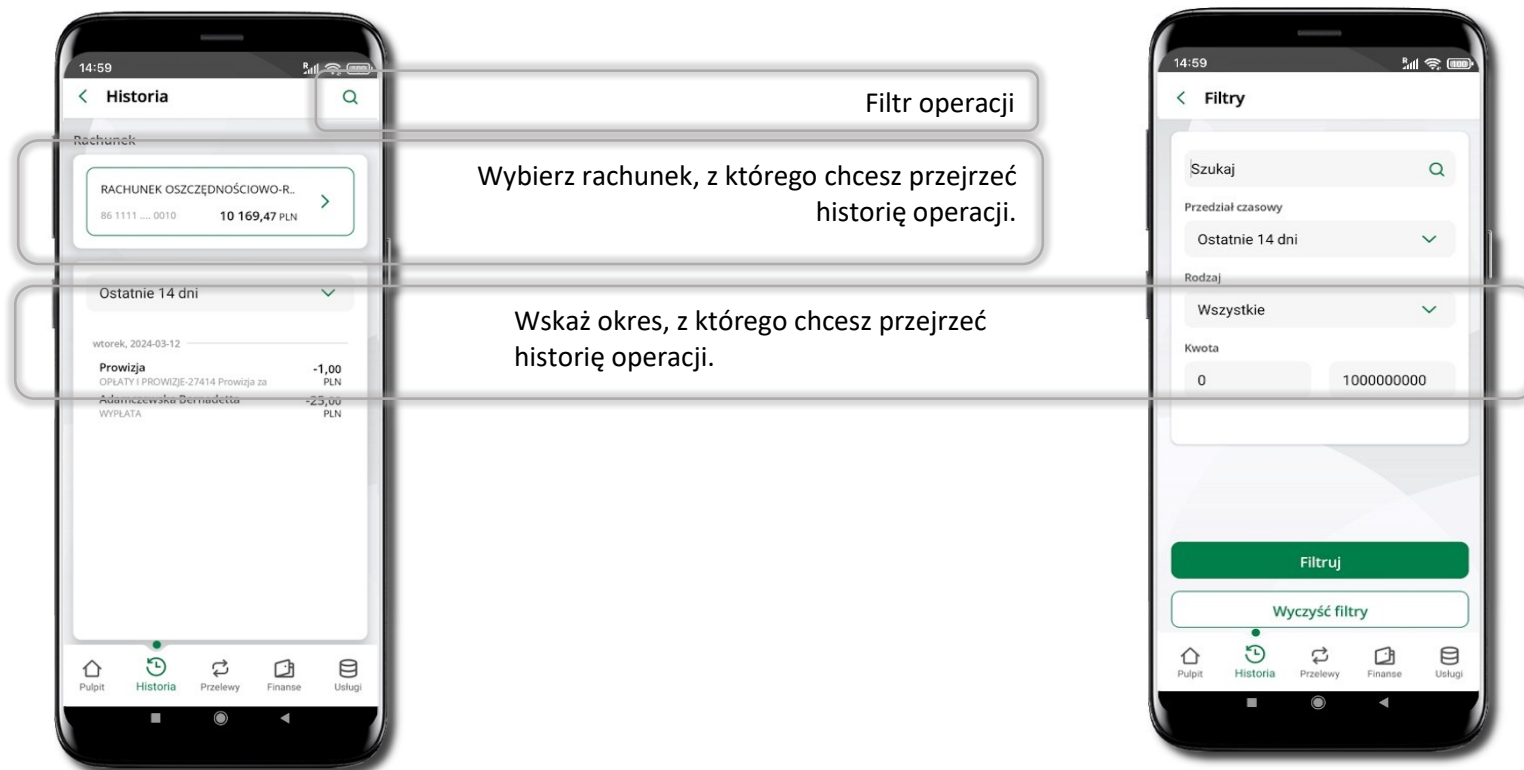 14:59
Historia
Rachunek
RACHUNEK OSZCZĘDNOŚCIOWO-R..
86 1111 .... 0010 10 169,47 PLN
Ostatnie 14 dni
wtorek, 2024-03-12
Prowizja -1,00
OPŁATY I PROWIZJE-27414 Prowizja za PLN
Adamczewska Bernadetta -25,00
WYPŁATA PLN
Pulpit Historia Przelewy Finanse Usługi
Filtr operacji
Wybierz rachunek, z którego chcesz przejrzeć
historię operacji.
Wskaż okres, z którego chcesz przejrzeć
historię operacji.
14:59
Filtry
Szukaj
Przedział czasowy
Ostatnie 14 dni
Rodzaj
Wszystkie
Kwota
0 1000000000
Filtruj
Wyczyść filtry
Pulpit Historia Przelewy Finanse Usługi